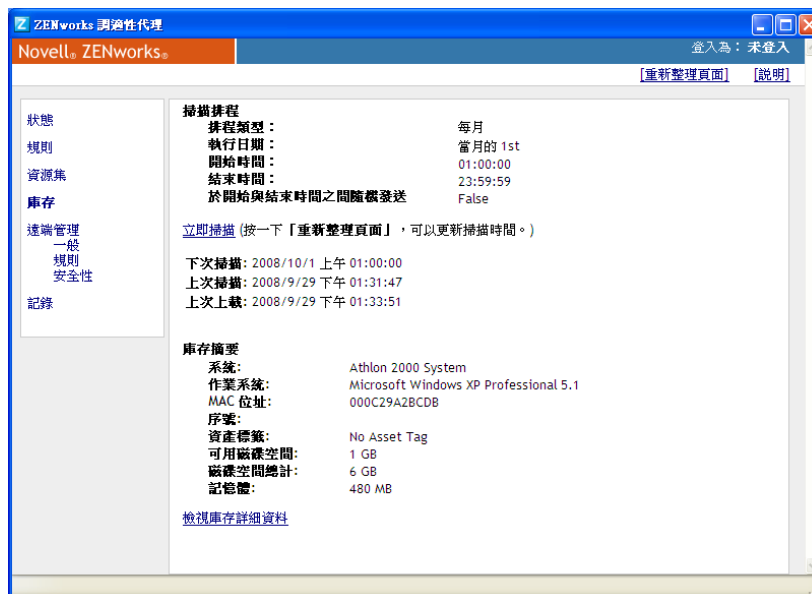 ZENworks 調適性代理
Novell® ZENworks®
登入為：未登入
[重新整理頁面] [説明]
狀態
規則
資源集
庫存
遠端管理
一般
規則
安全性
記錄
掃描排程
排程類型： 每月
執行日期： 當月的 1st
開始時間： 01:00:00
結束時間： 23:59:59
於開始與結束時間之間隨機發送 False
立即掃描 (按一下「重新整理頁面」，可以更新掃描時間。)
下次掃描: 2008/10/1 上午 01:00:00
上次掃描: 2008/9/29 下午 01:31:47
上次上載: 2008/9/29 下午 01:33:51
庫存摘要
系統: Athlon 2000 System
作業系統: Microsoft Windows XP Professional 5.1
MAC 位址: 000C29A2BCDB
序號:
資產標籤: No Asset Tag
可用磁碟空間: 1 GB
磁碟空間總計: 6 GB
記憶體: 480 MB
檢視庫存詳細資料